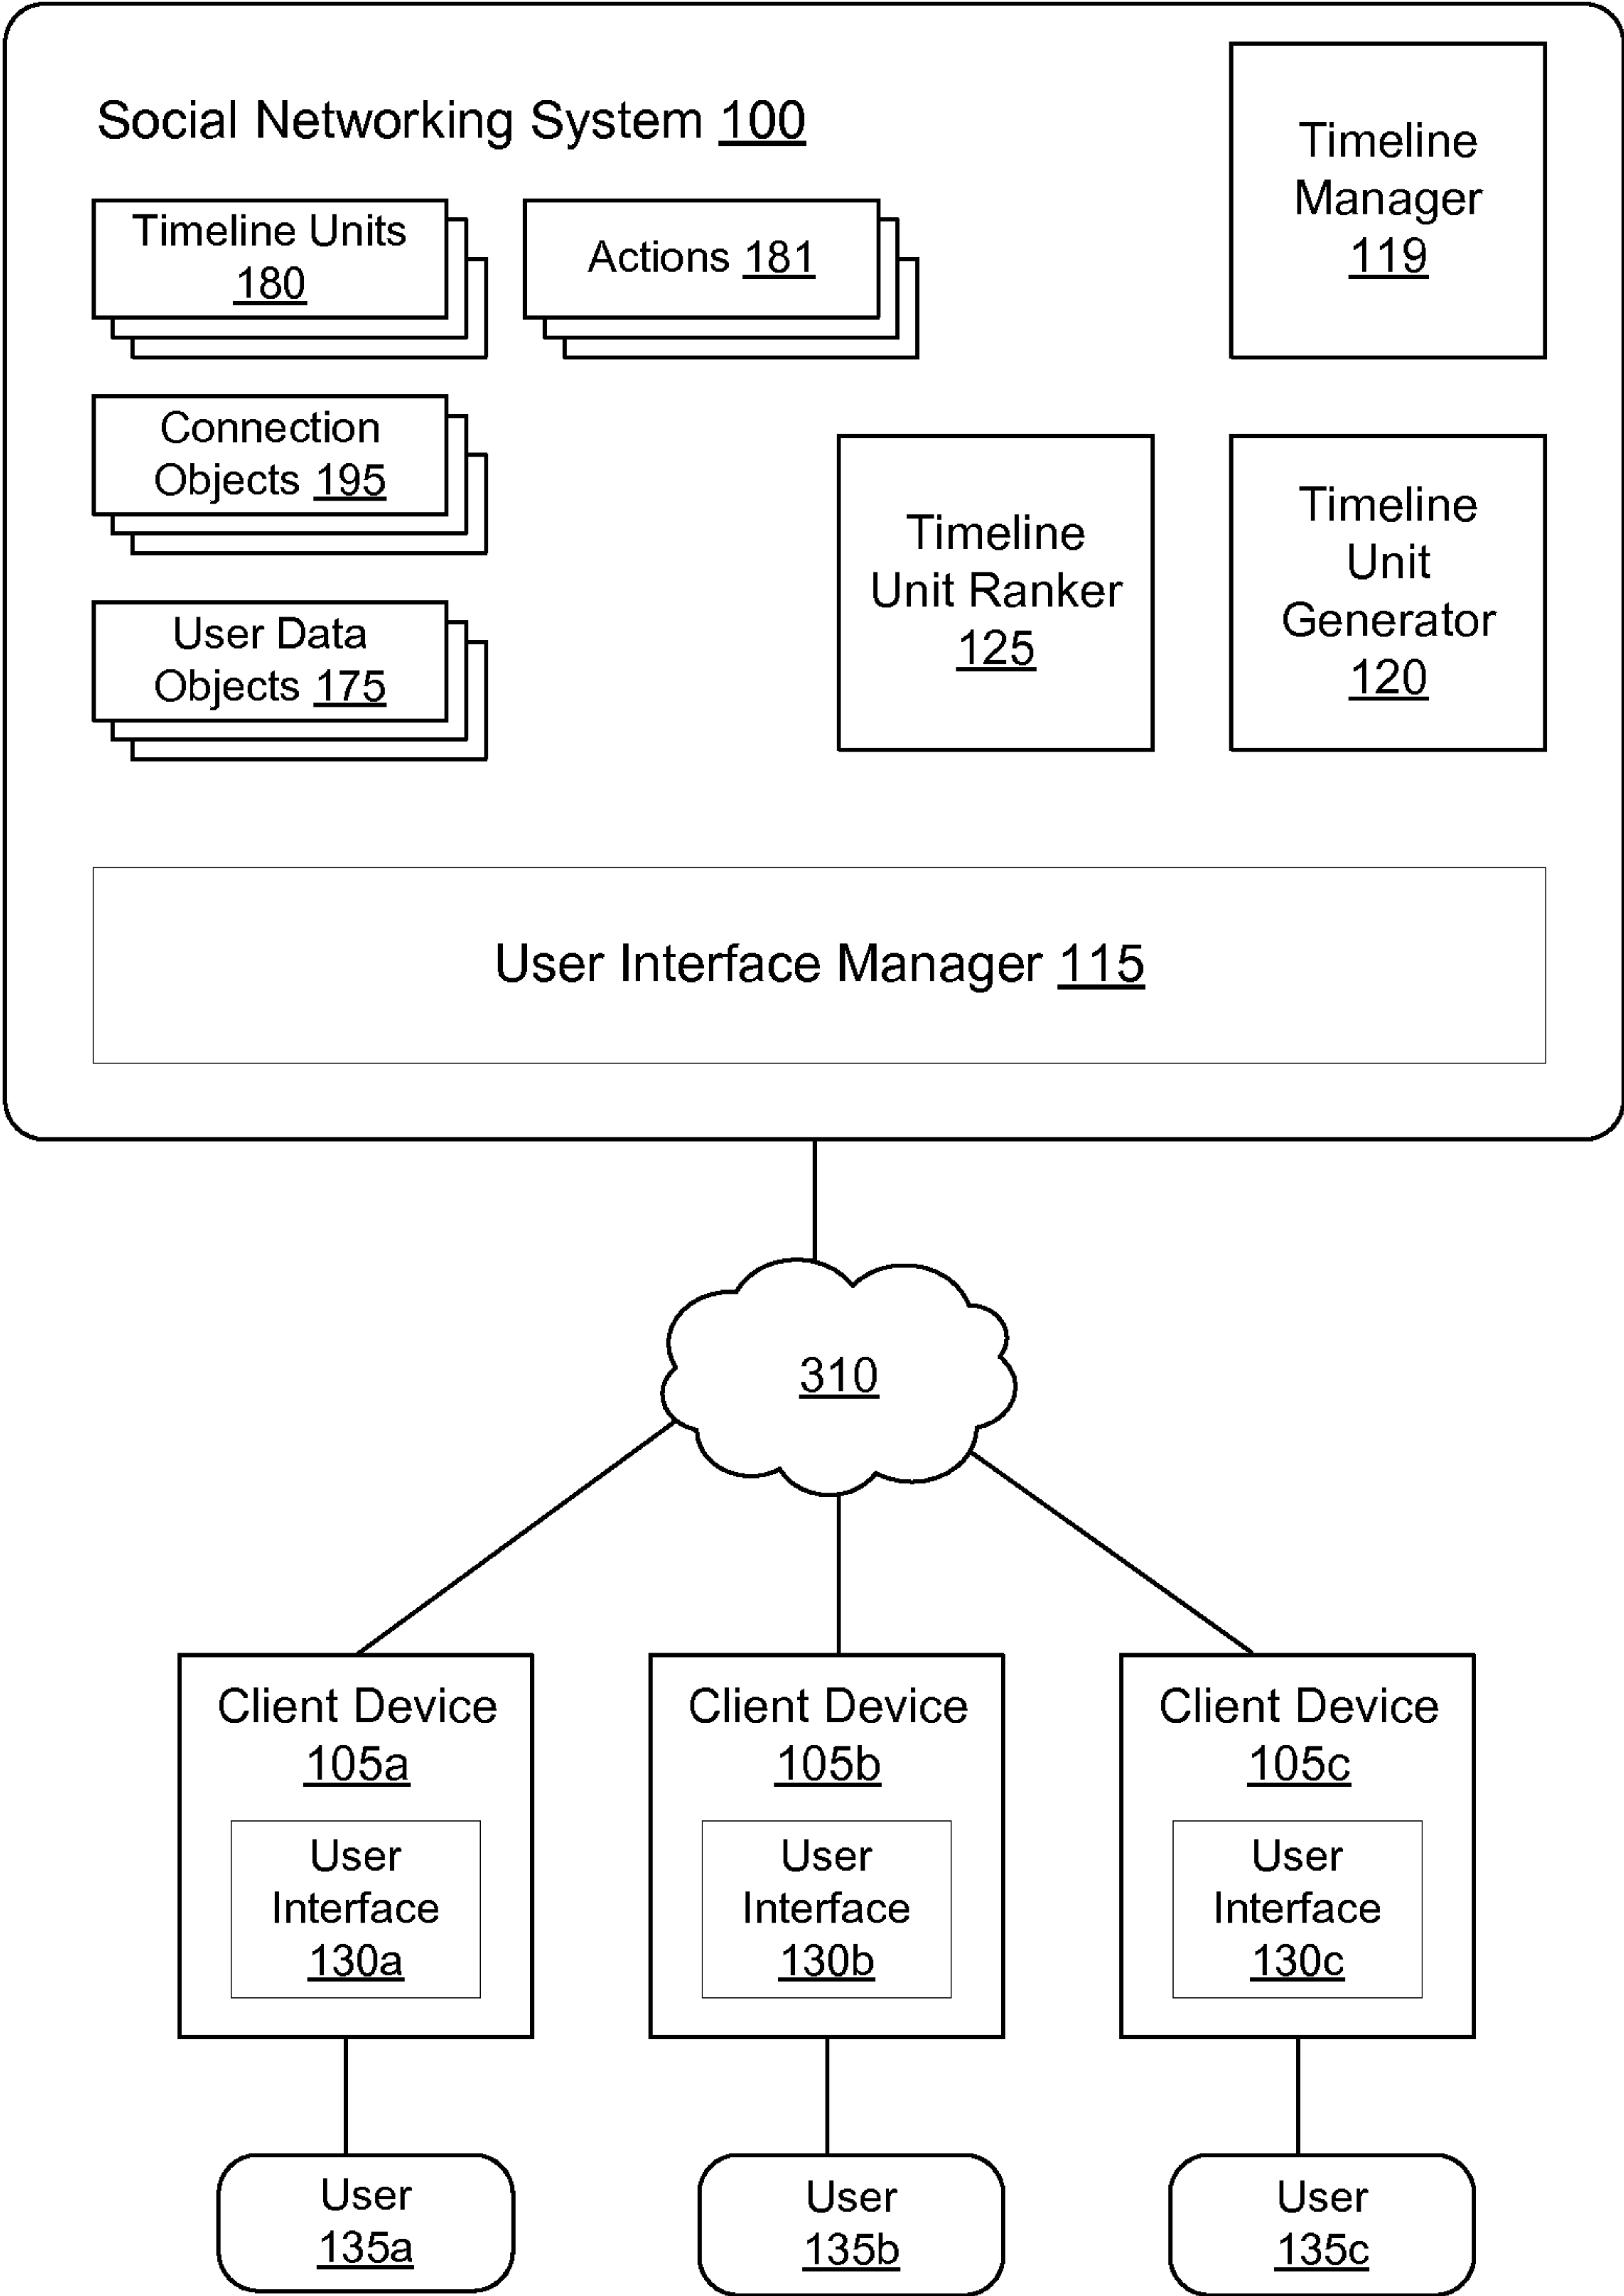 Social Networking System 100
Timeline
Manager
119
Timeline Units
180
Actions 181
Connection
Objects 195
User Data
Objects 175
Timeline
Unit Ranker
125
Timeline
Unit
Generator
120
User Interface Manager 115
310
Client Device
105a
User
Interface
130a
Client Device
105b
User
Interface
130b
Client Device
105c
User
Interface
130c
User
135a
User
135b
User
135c